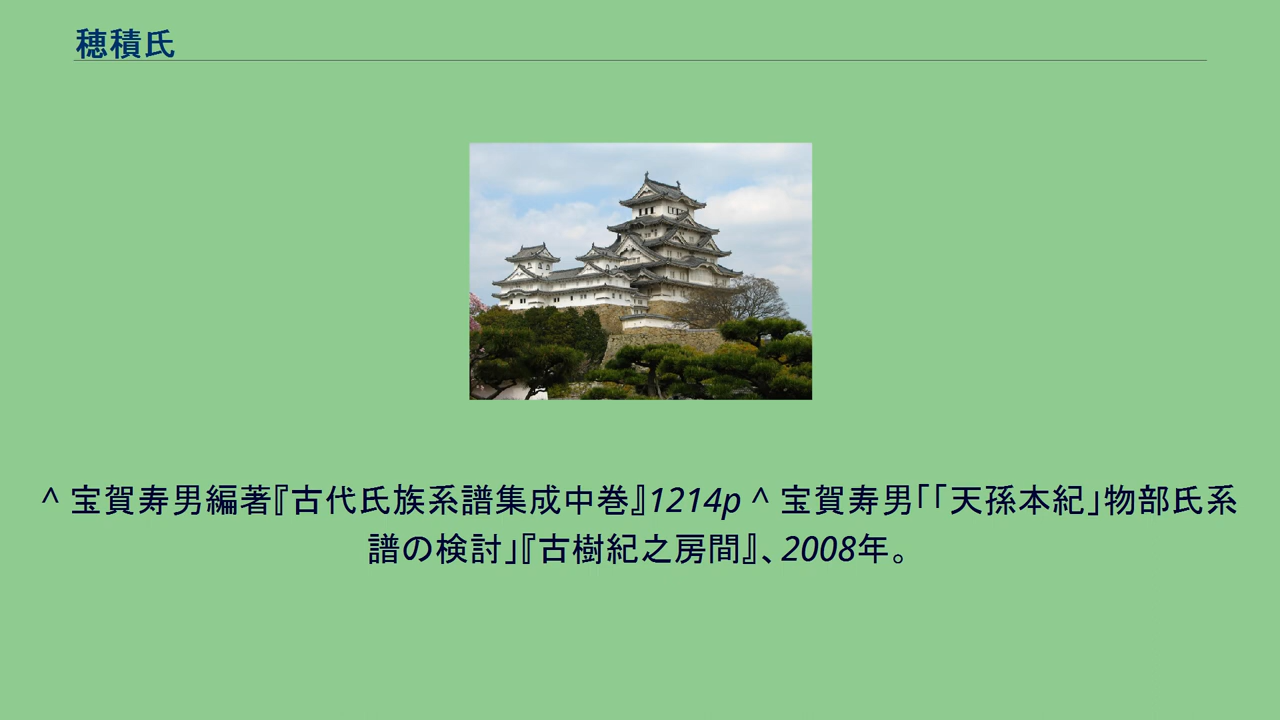 穂積氏
^ 宝賀寿男編著『古代氏族系譜集成中巻』1214p ^ 宝賀寿男「「天孫本紀」物部氏系
譜の検討」『古樹紀之房間』、2008年。